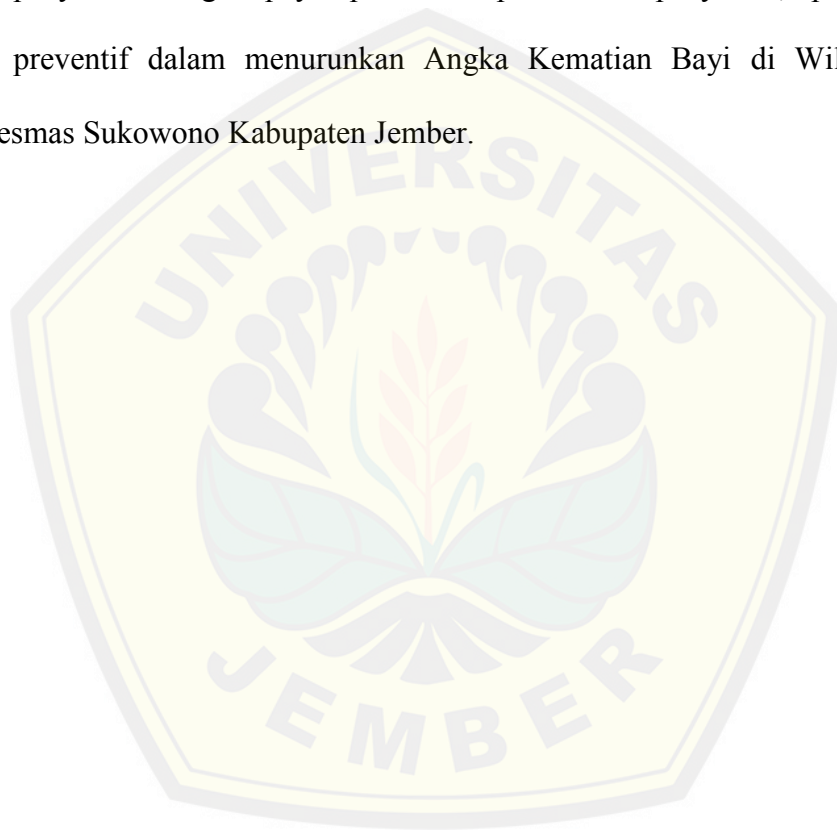 preventif dalam menurunkan Angka Kematian Bayi di Wil
esmas Sukowono Kabupaten Jember.
UNIVERSITAS
JEMBER